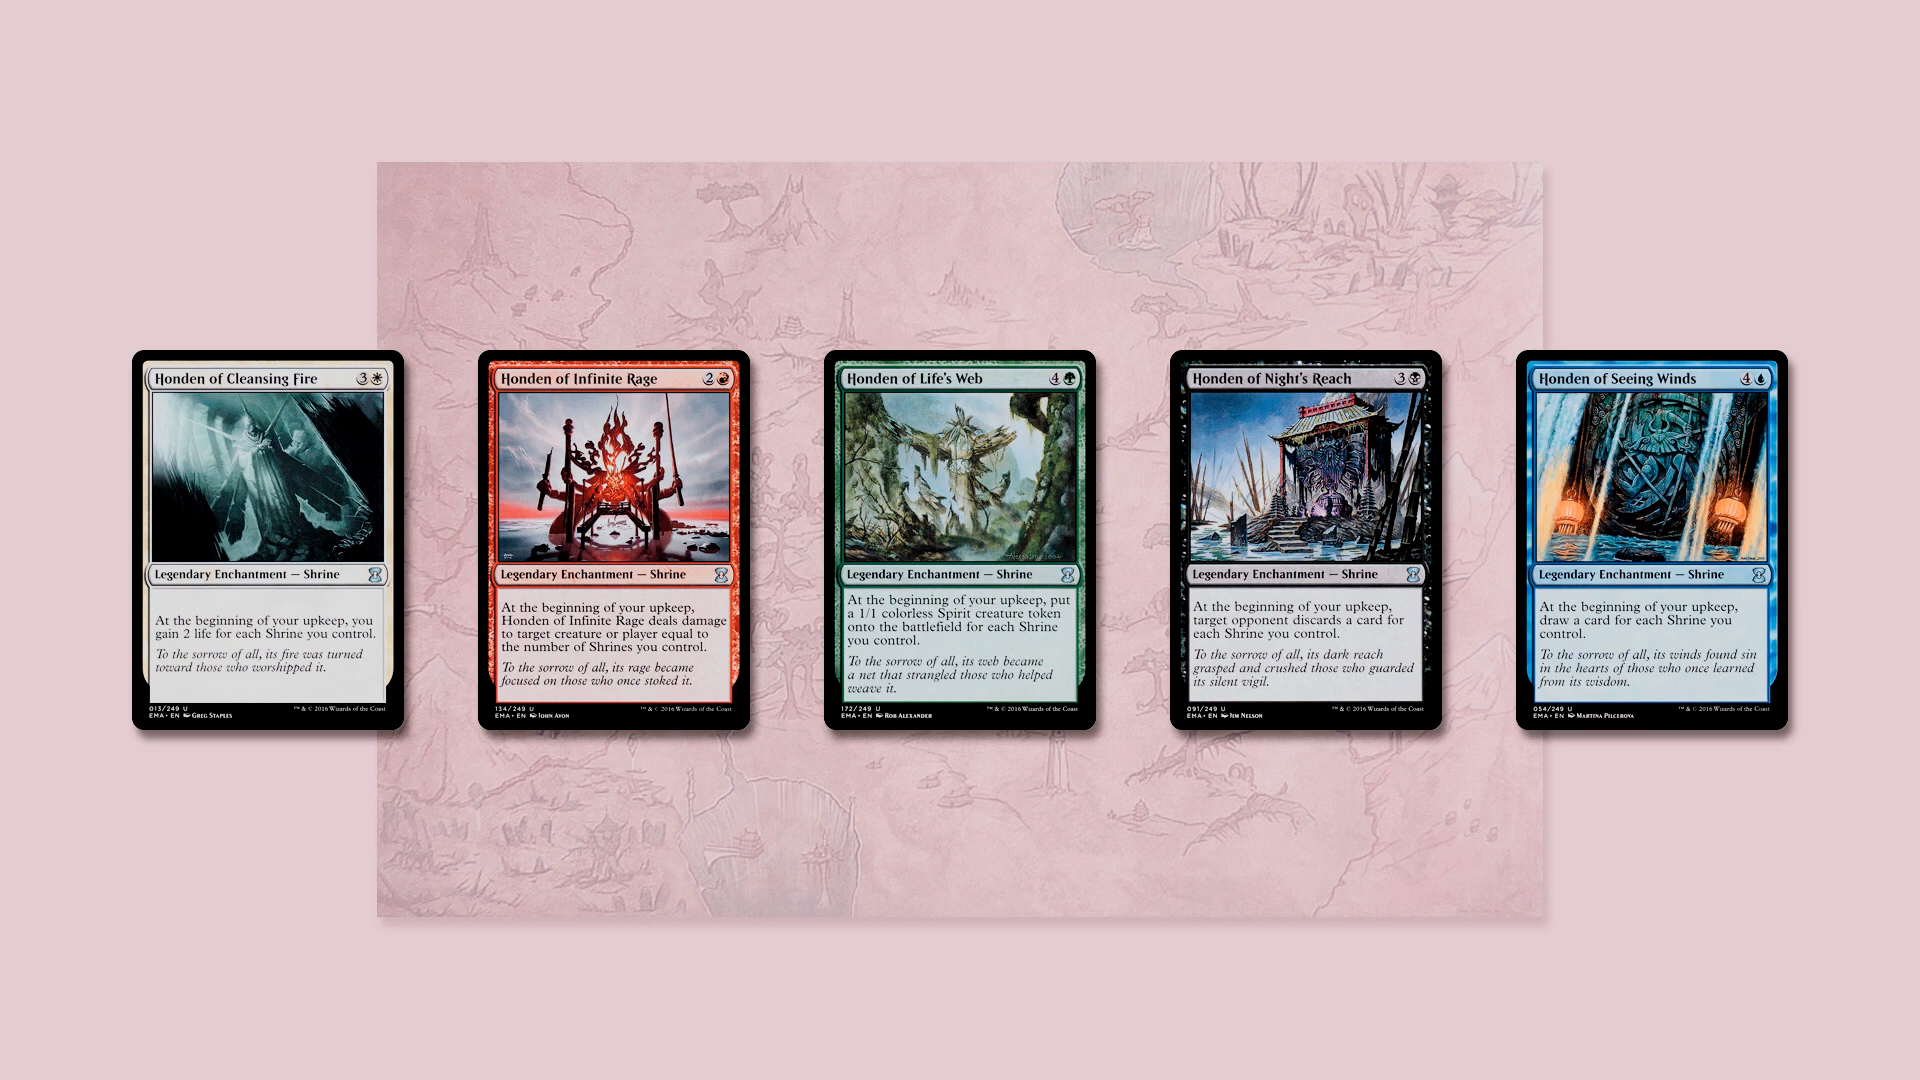 Honden of Cleansing Fire 3
Legendary Enchantment — Shrine
At the beginning of your upkeep, you
gain 2 life for each Shrine you control.
To the sorrow of all, its fire was turned
toward those who worshipped it.
013/249 U
EMA • EN Greg Staples
™ & © 2016 Wizards of the Coast
Honden of Infinite Rage 2
Legendary Enchantment — Shrine
At the beginning of your upkeep,
Honden of Infinite Rage deals damage
to target creature or player equal to
the number of Shrines you control.
To the sorrow of all, its rage became
focused on those who once stoked it.
134/249 U
EMA • EN John Avon
™ & © 2016 Wizards of the Coast
Honden of Life's Web 4
Legendary Enchantment — Shrine
At the beginning of your upkeep, put
a 1/1 colorless Spirit creature token
onto the battlefield for each Shrine
you control.
To the sorrow of all, its web became
a net that strangled those who helped
weave it.
172/249 U
EMA • EN Rob Alexander
™ & © 2016 Wizards of the Coast
Honden of Night's Reach 3
Legendary Enchantment — Shrine
At the beginning of your upkeep,
target opponent discards a card for
each Shrine you control.
To the sorrow of all, its dark reach
grasped and crushed those who guarded
its silent vigil.
091/249 U
EMA • EN Jim Nelson
™ & © 2016 Wizards of the Coast
Honden of Seeing Winds 4
Legendary Enchantment — Shrine
At the beginning of your upkeep,
draw a card for each Shrine you
control.
To the sorrow of all, its winds found sin
in the hearts of those who once learned
from its wisdom.
054/249 U
EMA • EN Martina Pilcerova
™ & © 2016 Wizards of the Coast